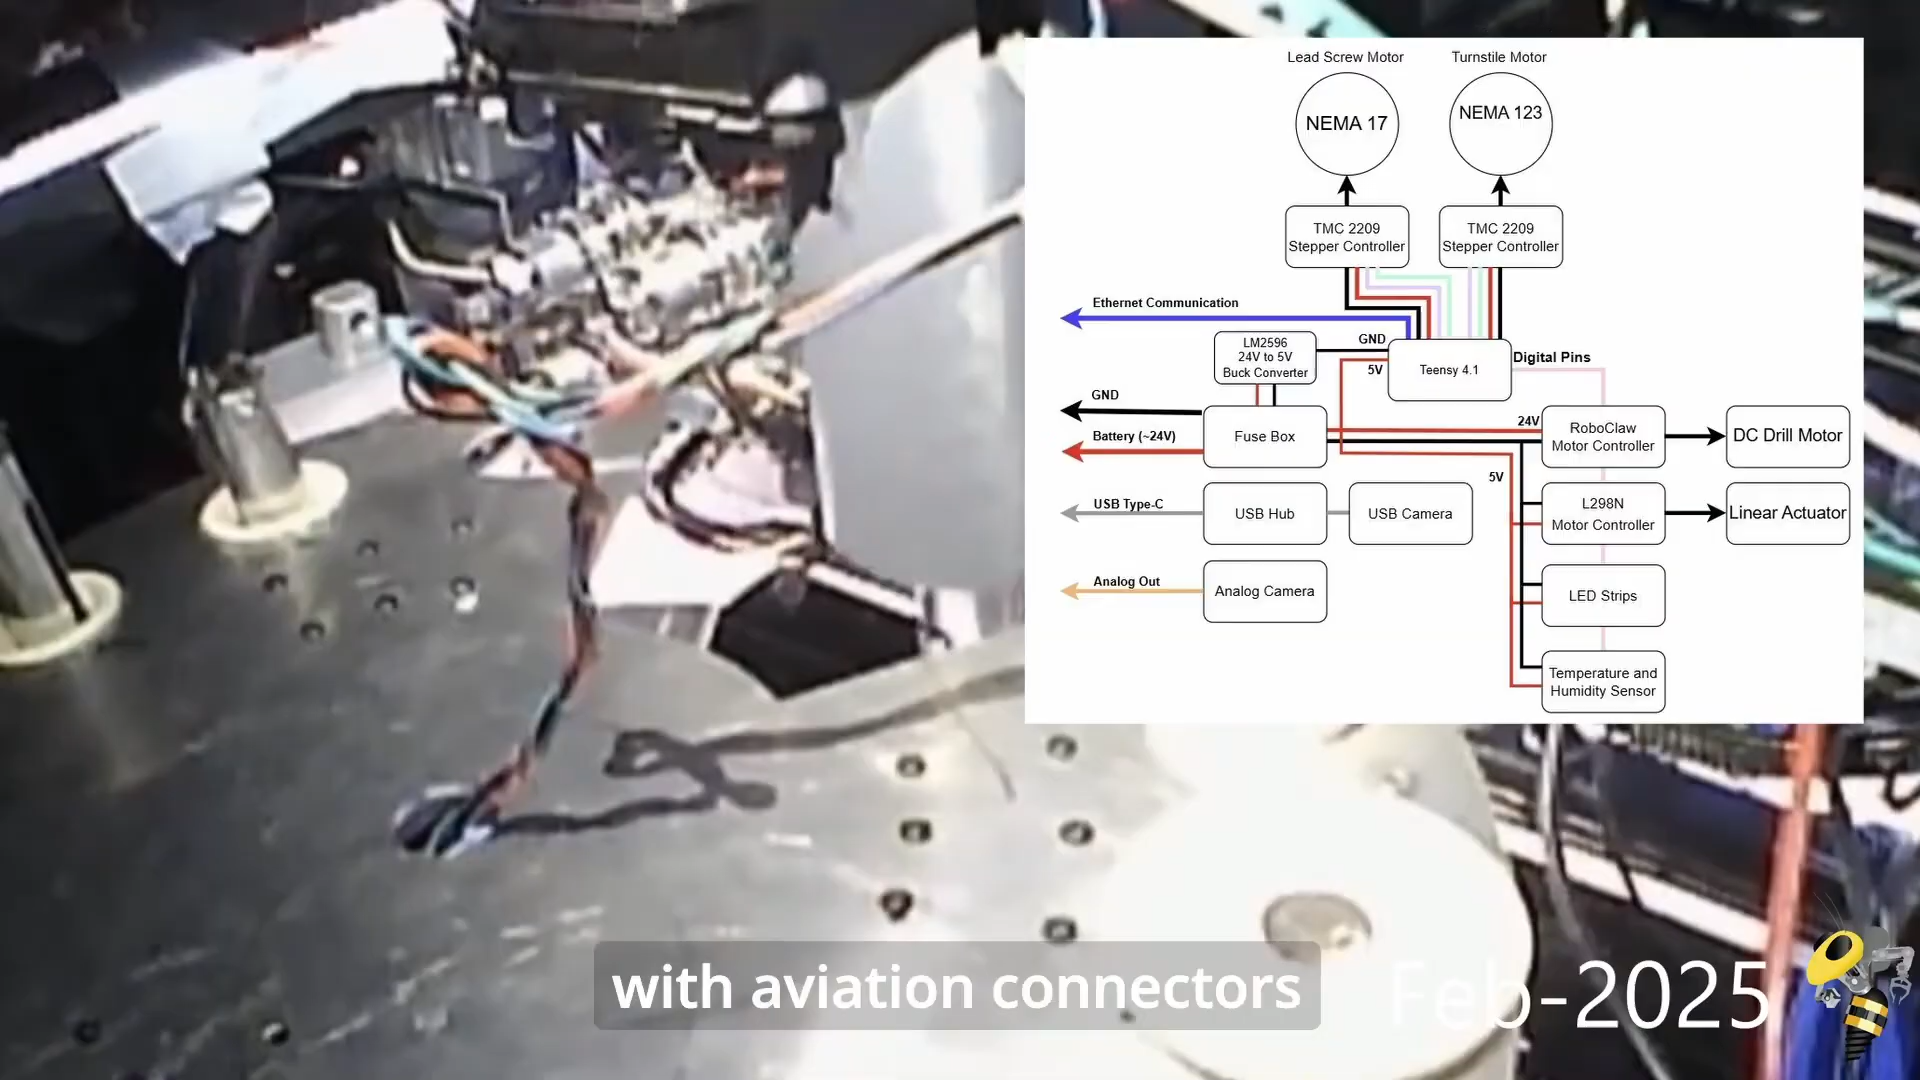 Lead Screw Motor
Turnstile Motor
NEMA 17
NEMA 123
TMC 2209
Stepper Controller
TMC 2209
Stepper Controller
Ethernet Communication
LM2596
24V to 5V
Buck Converter
GND
5V
Teensy 4.1
Digital Pins
GND
Battery (~24V)
Fuse Box
24V
RoboClaw
Motor Controller
DC Drill Motor
USB Type-C
USB Hub
USB Camera
5V
L298N
Motor Controller
Linear Actuator
Analog Out
Analog Camera
LED Strips
Temperature and
Humidity Sensor
with aviation connectors
Feb-2025